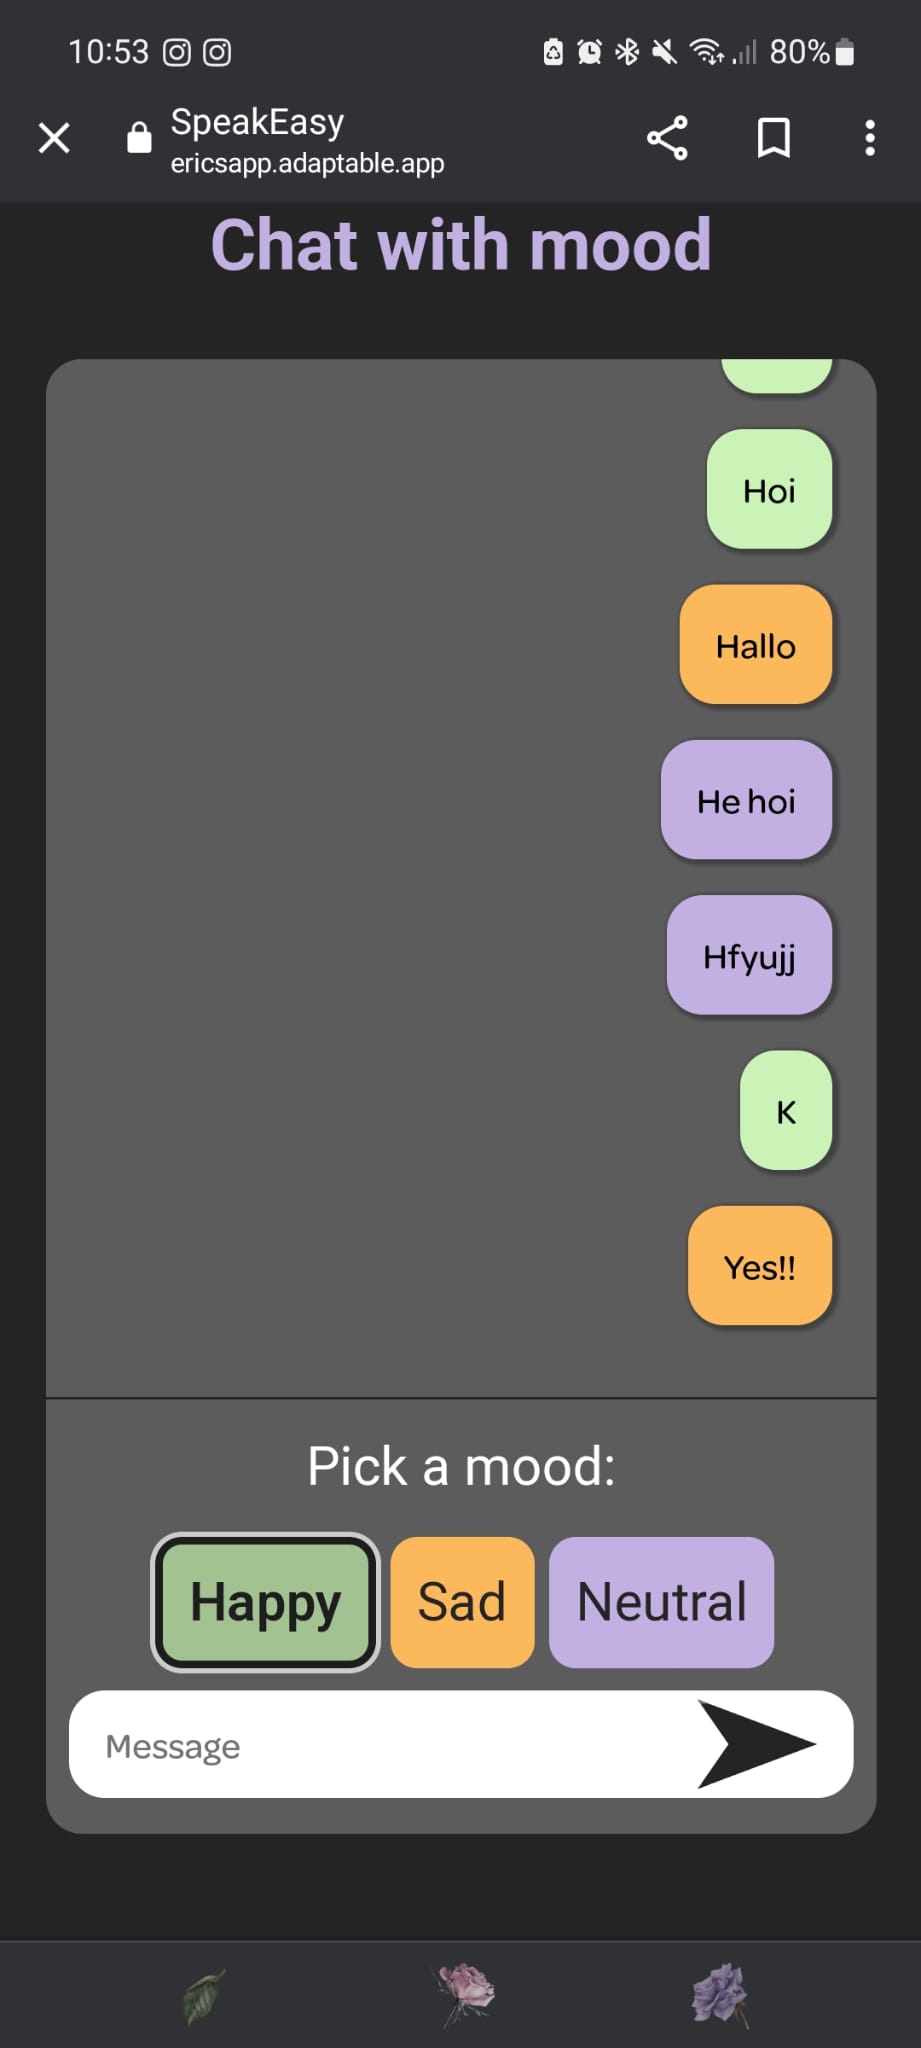 10:53
80%
SpeakEasy
ericsapp.adaptable.app
Chat with mood
Hoi
Hallo
He hoi
Hfyujj
K
Yes!!
Pick a mood:
Happy Sad Neutral
Message